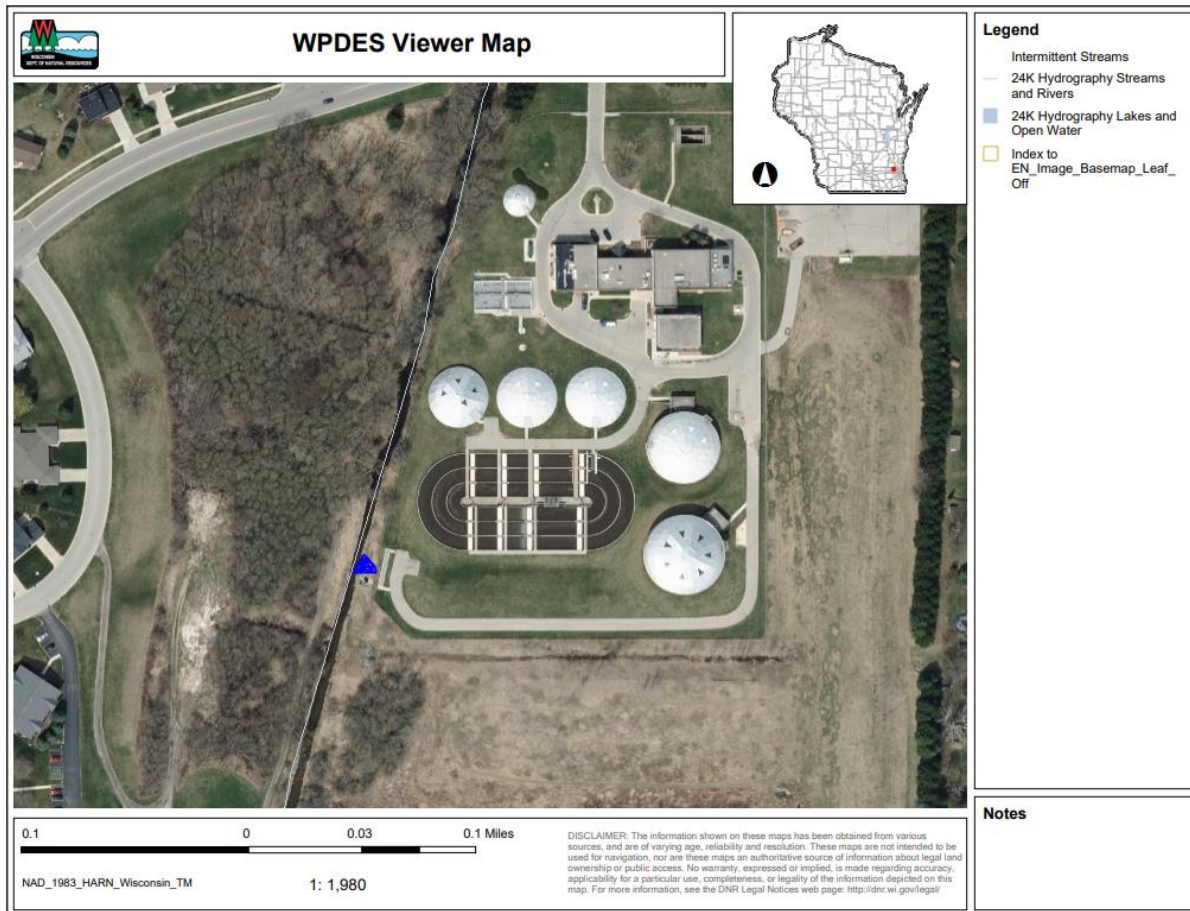 W
WISCONSIN
DEPT. OF NATURAL RESOURCES
WPDES Viewer Map
Legend
Intermittent Streams
24K Hydrography Streams
and Rivers
24K Hydrography Lakes and
Open Water
Index to
EN_Image_Basemap_Leaf_
Off
0.1 0 0.03 0.1 Miles
NAD_1983_HARN_Wisconsin_TM
1: 1,980
DISCLAIMER: The information shown on these maps has been obtained from various
sources, and are of varying age, reliability and resolution. These maps are not intended to be
used for navigation, nor are these maps an authoritative source of information about legal land
ownership or public access. No warranty, expressed or implied, is made regarding accuracy,
applicability for a particular use, completeness, or legality of the information depicted on this
map. For more information, see the DNR Legal Notices web page: http://dnr.wi.gov/legal/
Notes